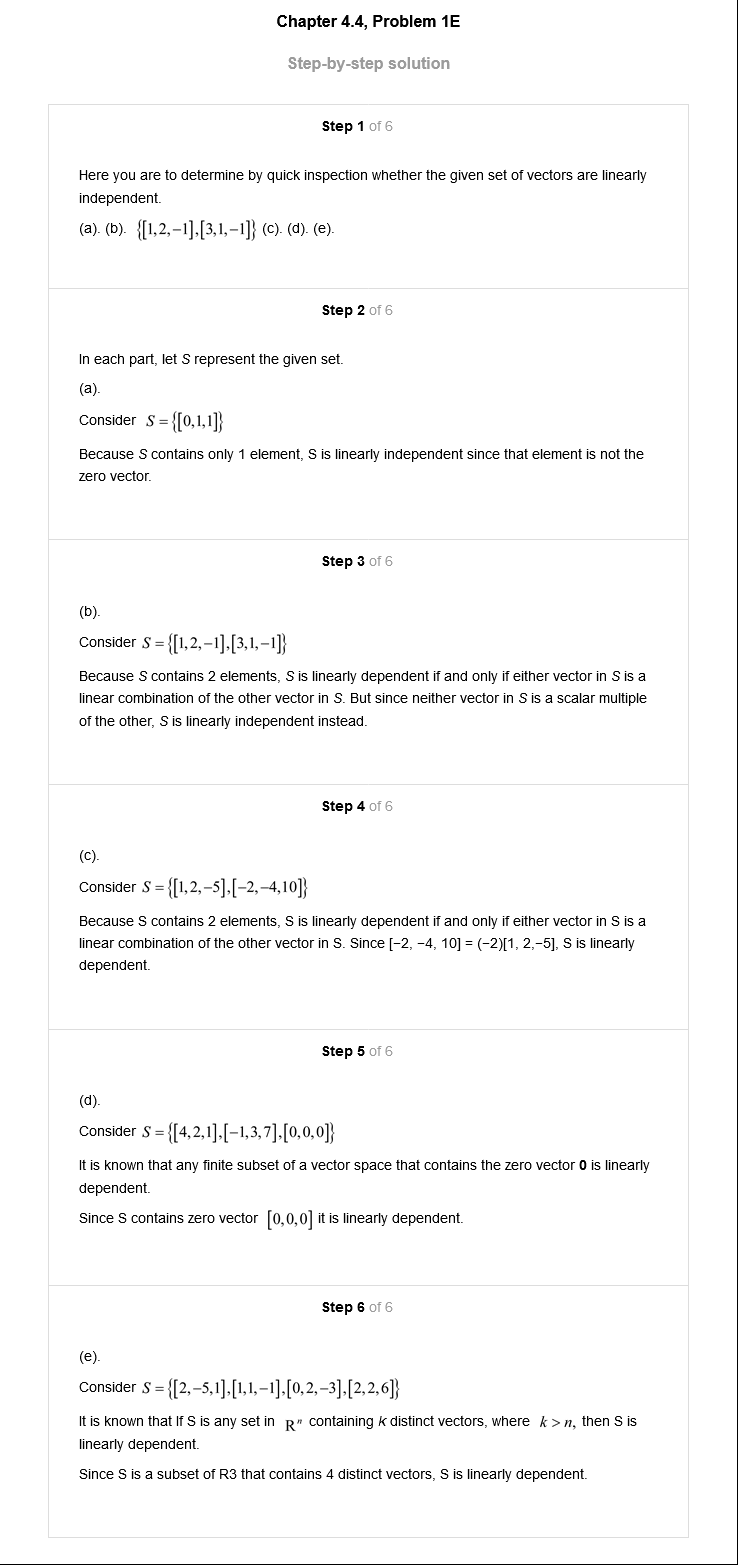 Chapter 4.4, Problem 1E
Step-by-step solution
Step 1 of 6
Here you are to determine by quick inspection whether the given set of vectors are linearly
independent.
(a). (b). {[1,2,−1],[3,1,−1]} (c). (d). (e).
Step 2 of 6
In each part, let S represent the given set.
(a).
Consider S = {[0,1,1]}
Because S contains only 1 element, S is linearly independent since that element is not the
zero vector.
Step 3 of 6
(b).
Consider S = {[1,2,−1],[3,1,−1]}
Because S contains 2 elements, S is linearly dependent if and only if either vector in S is a
linear combination of the other vector in S. But since neither vector in S is a scalar multiple
of the other, S is linearly independent instead.
Step 4 of 6
(c).
Consider S = {[1,2,−5],[−2,−4,10]}
Because S contains 2 elements, S is linearly dependent if and only if either vector in S is a
linear combination of the other vector in S. Since [−2, −4, 10] = (−2)[1, 2,−5], S is linearly
dependent.
Step 5 of 6
(d).
Consider S = {[4,2,1],[−1,3,7],[0,0,0]}
It is known that any finite subset of a vector space that contains the zero vector 0 is linearly
dependent.
Since S contains zero vector [0,0,0] it is linearly dependent.
Step 6 of 6
(e).
Consider S = {[2,−5,1],[1,1,−1],[0,2,−3],[2,2,6]}
It is known that If S is any set in Rⁿ containing k distinct vectors, where k > n, then S is
linearly dependent.
Since S is a subset of R3 that contains 4 distinct vectors, S is linearly dependent.